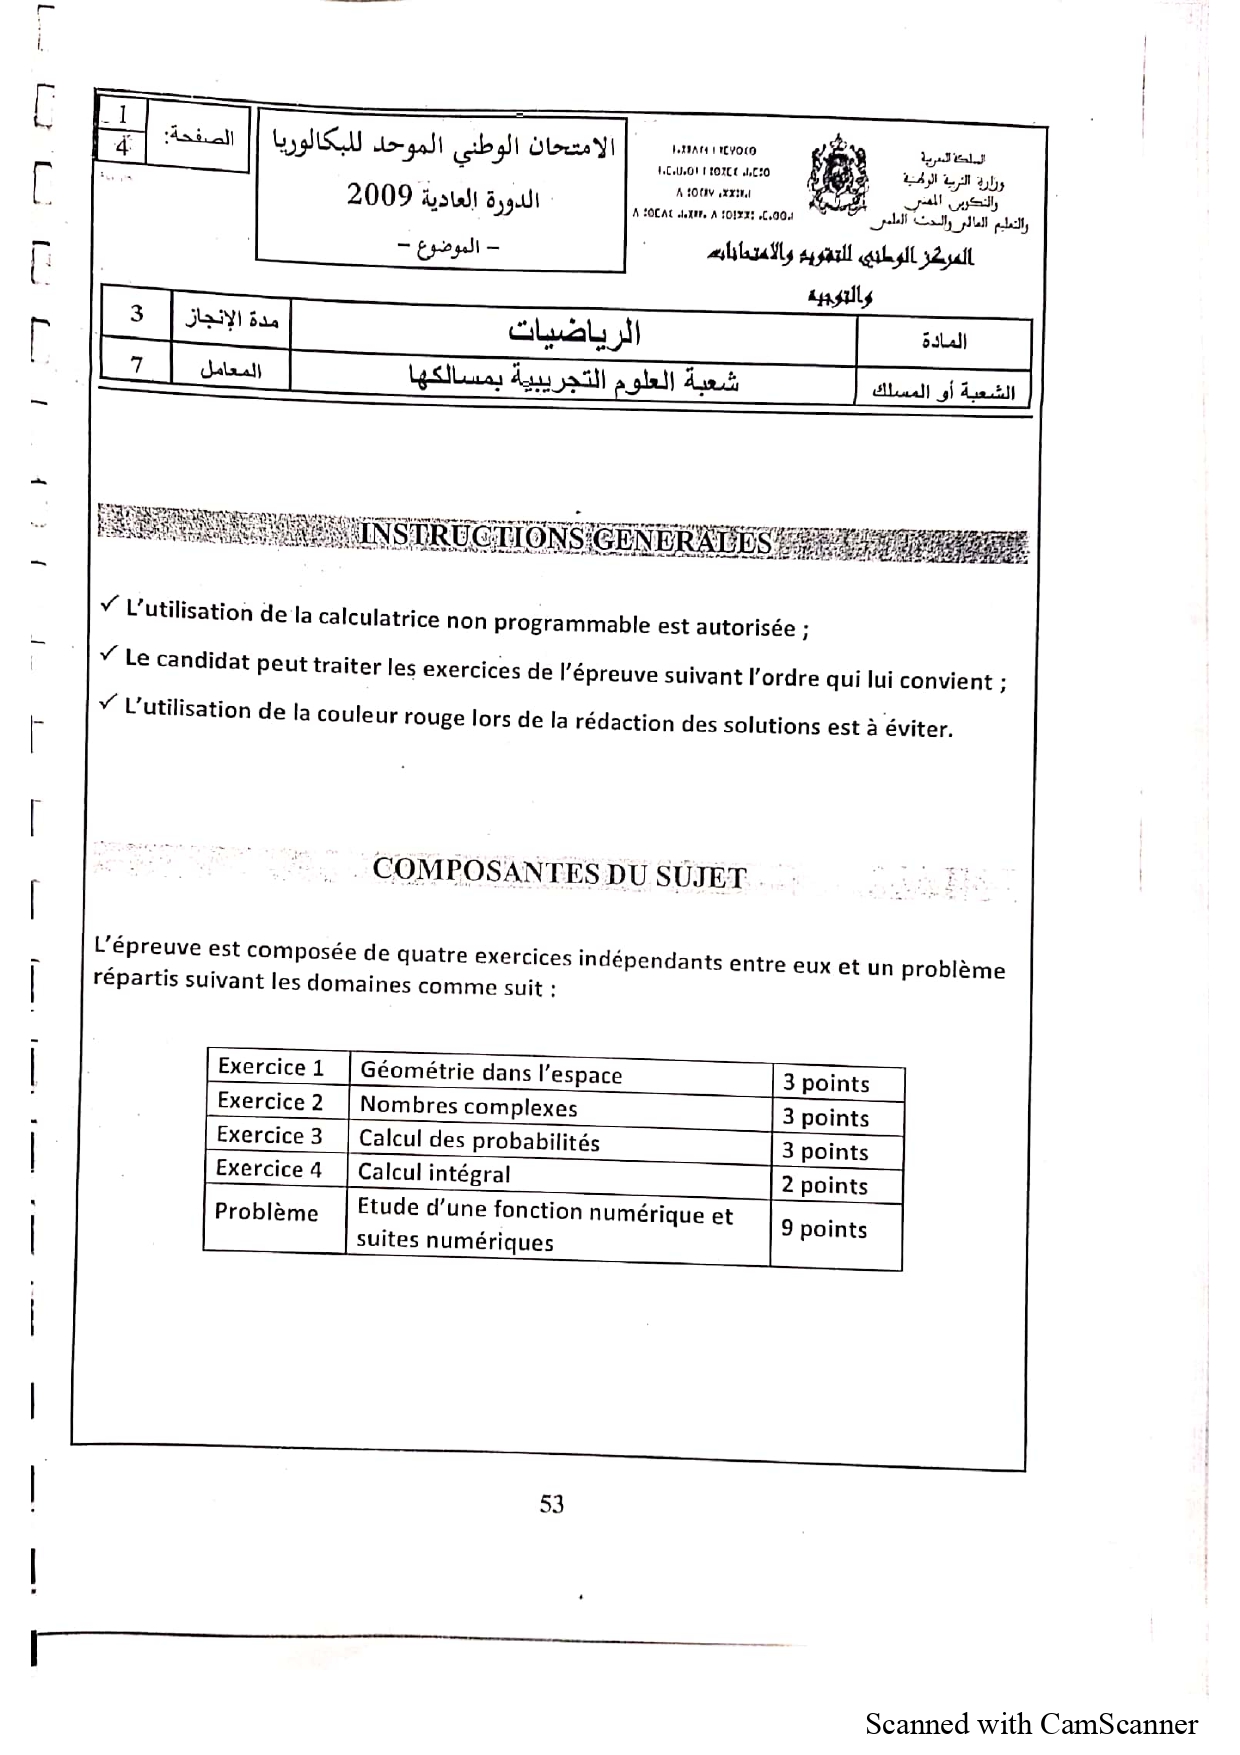 1
4
الصفحة:
الامتحان الوطني الموحد للبكالوريا
الدورة العادية 2009
- الموضوع -
المملكة المغربية
وزارة التربية الوطنية
والتكوين المهني
والتعليم العالي والبحث العلمي
المركز الوطني للتقويم والامتحانات
والتوجيه
المادة
الرياضيات
مدة الإنجاز
3
الشعبة أو المسلك
شعبة العلوم التجريبية بمسالكها
المعامل
7
INSTRUCTIONS GENERALES
✓ L'utilisation de la calculatrice non programmable est autorisée ;
✓ Le candidat peut traiter les exercices de l'épreuve suivant l'ordre qui lui convient ;
✓ L'utilisation de la couleur rouge lors de la rédaction des solutions est à éviter.
COMPOSANTES DU SUJET
L'épreuve est composée de quatre exercices indépendants entre eux et un problème
répartis suivant les domaines comme suit :
Exercice 1 Géométrie dans l'espace 3 points
Exercice 2 Nombres complexes 3 points
Exercice 3 Calcul des probabilités 3 points
Exercice 4 Calcul intégral 2 points
Problème Etude d'une fonction numérique et
suites numériques 9 points
53
Scanned with CamScanner